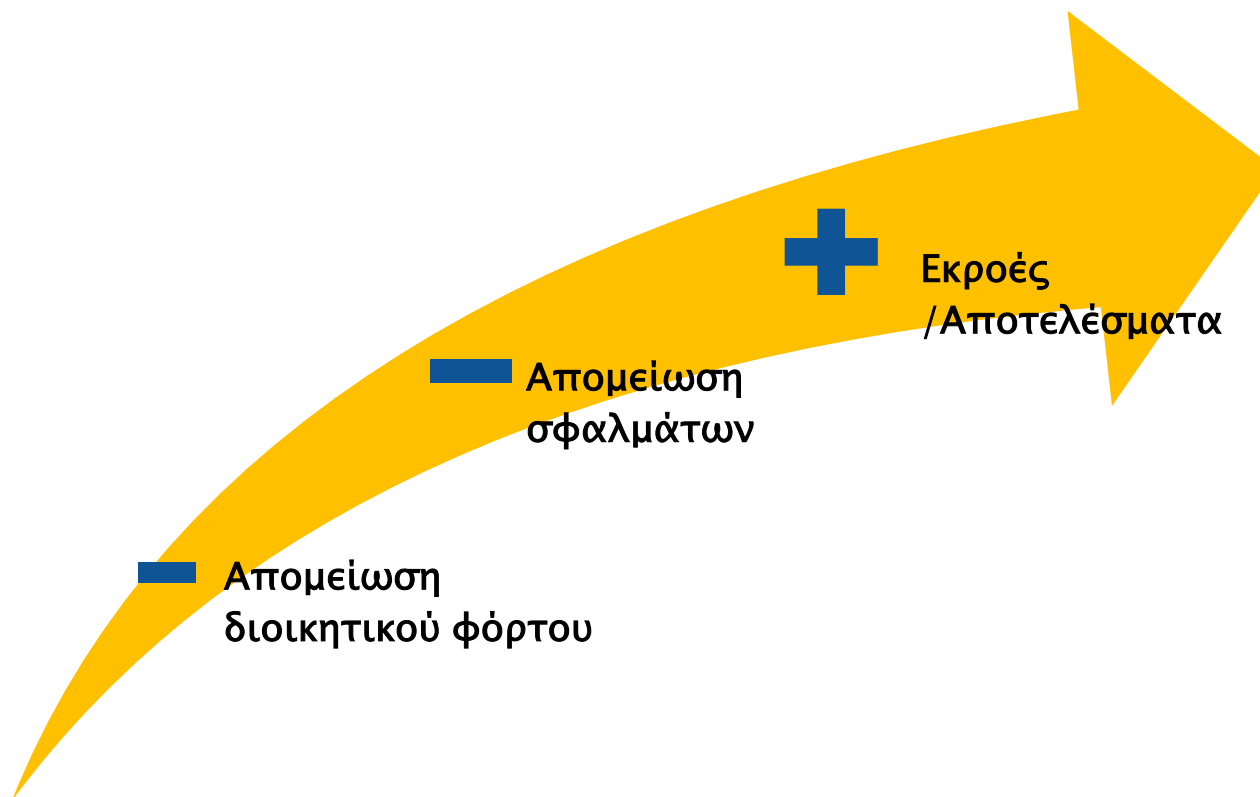 Εκροές
/Αποτελέσματα
Απομείωση
σφαλμάτων
Απομείωση
διοικητικού φόρτου